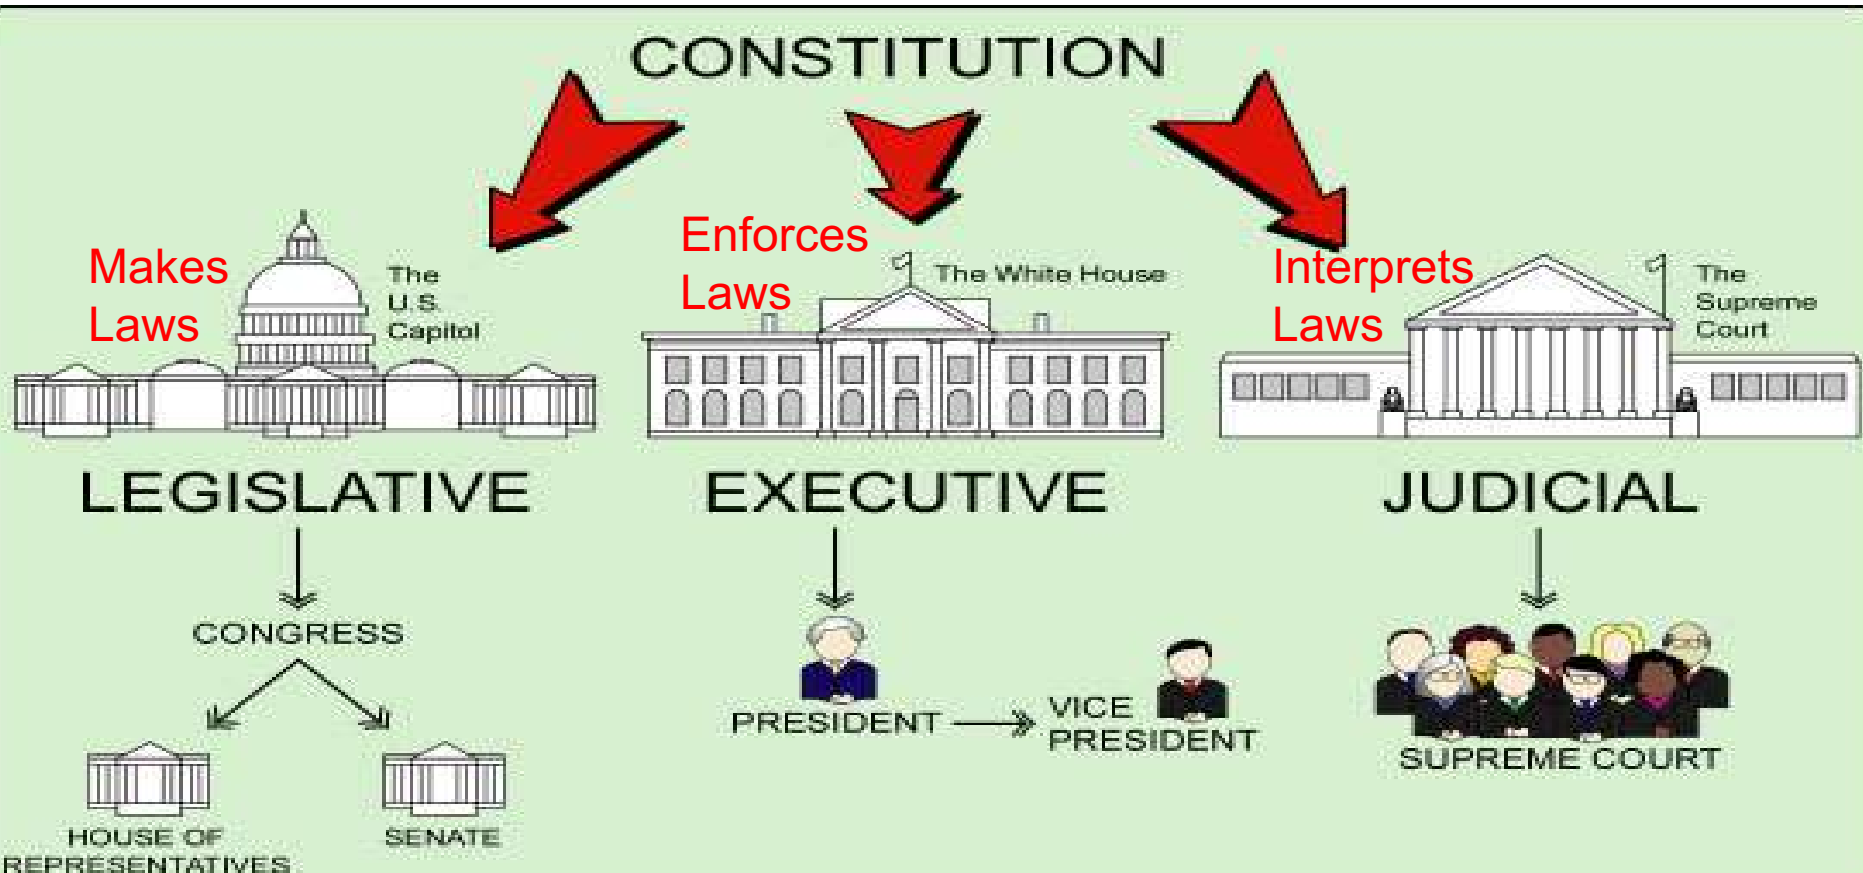 CONSTITUTION
Makes
Laws
The
U.S.
Capitol
Enforces
Laws
The White House
Interprets
Laws
The
Supreme
Court
LEGISLATIVE
EXECUTIVE
JUDICIAL
CONGRESS
HOUSE OF
REPRESENTATIVES
SENATE
PRESIDENT
VICE
PRESIDENT
SUPREME COURT